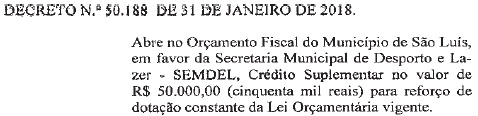 DECRETO N.º 50.188 DE 31 DE JANEIRO DE 2018.
Abre no Orçamento Fiscal do Município de São Luís,
em favor da Secretaria Municipal de Desporto e La-
zer - SEMDEL, Crédito Suplementar no valor de
R$ 50.000,00 (cinquenta mil reais) para reforço de
dotação constante da Lei Orçamentária vigente.